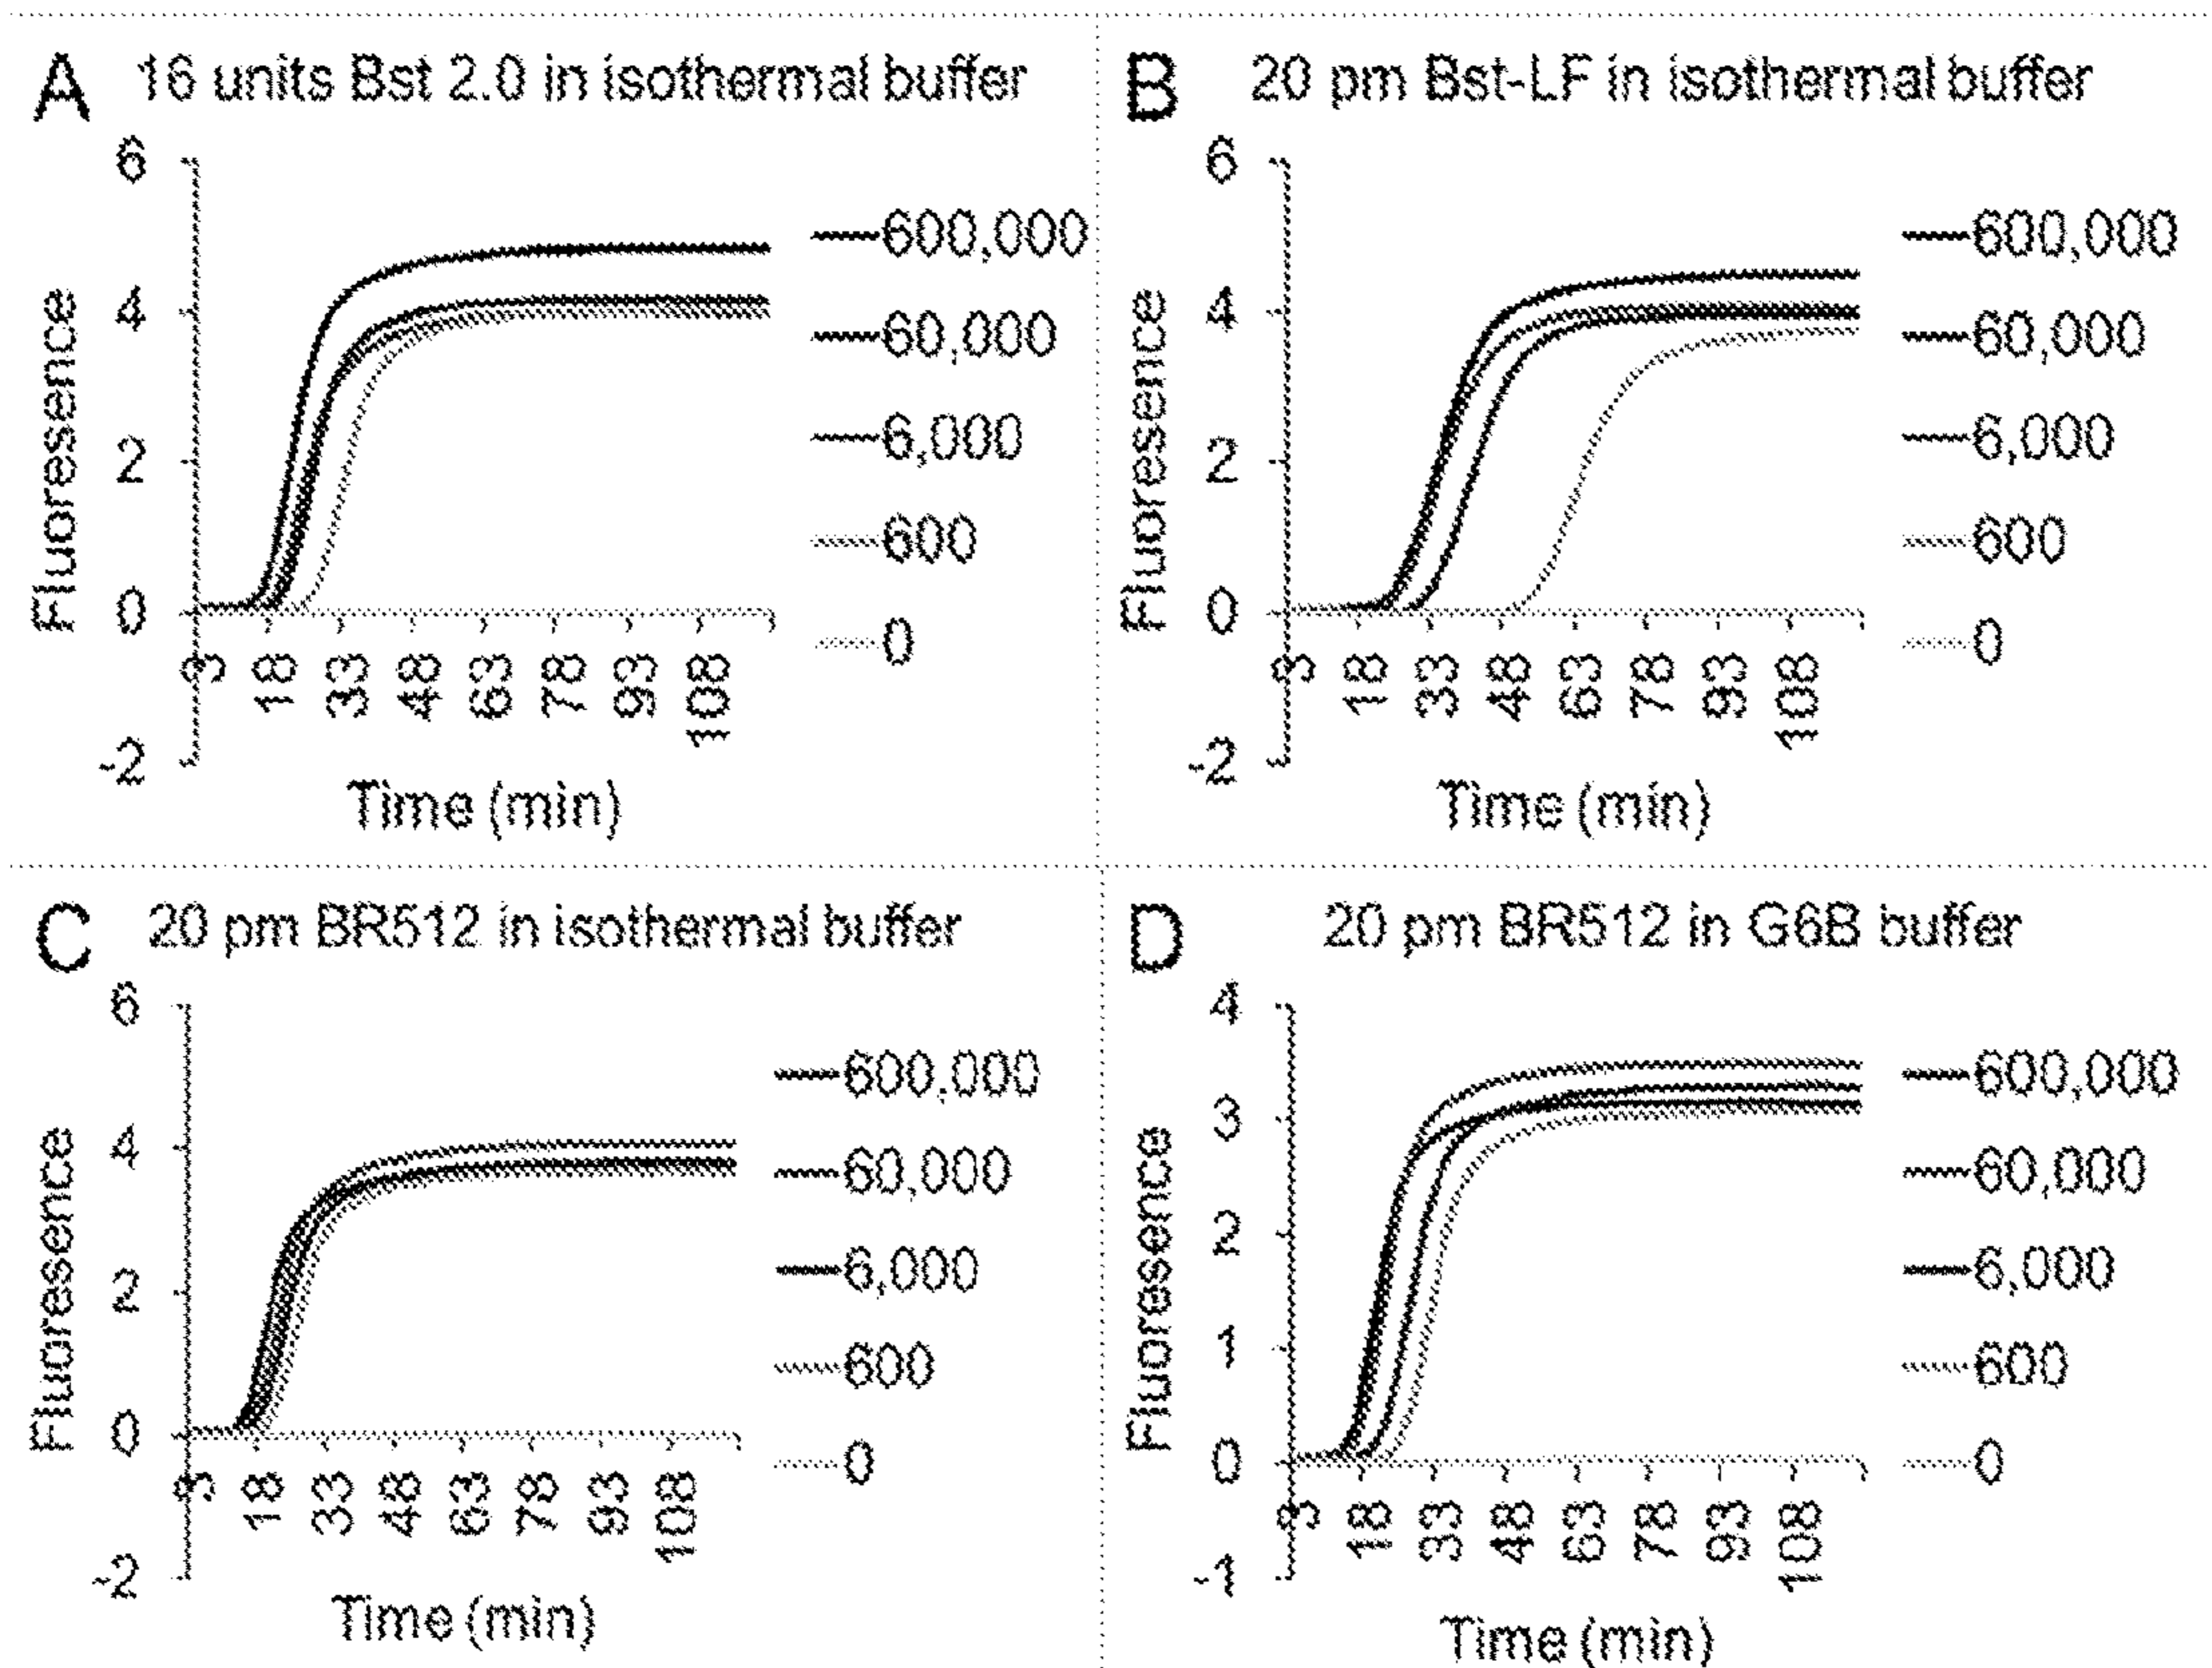 A 16 units Bst 2.0 in isothermal buffer
6
4
2
0
-2
Fluoresence
3 18 33 48 63 78 93 108
Time (min)
600,000
60,000
6,000
600
0
B 20 pm Bst-LF in isothermal buffer
6
4
2
0
-2
Fluoresence
3 18 33 48 63 78 93 108
Time (min)
600,000
60,000
6,000
600
0
C 20 pm BR512 in isothermal buffer
6
4
2
0
-2
Fluoresence
3 18 33 48 63 78 93 108
Time (min)
600,000
60,000
6,000
600
0
D 20 pm BR512 in G6B buffer
4
3
2
1
0
-1
Fluoresence
3 18 33 48 63 78 93 108
Time (min)
600,000
60,000
6,000
600
0